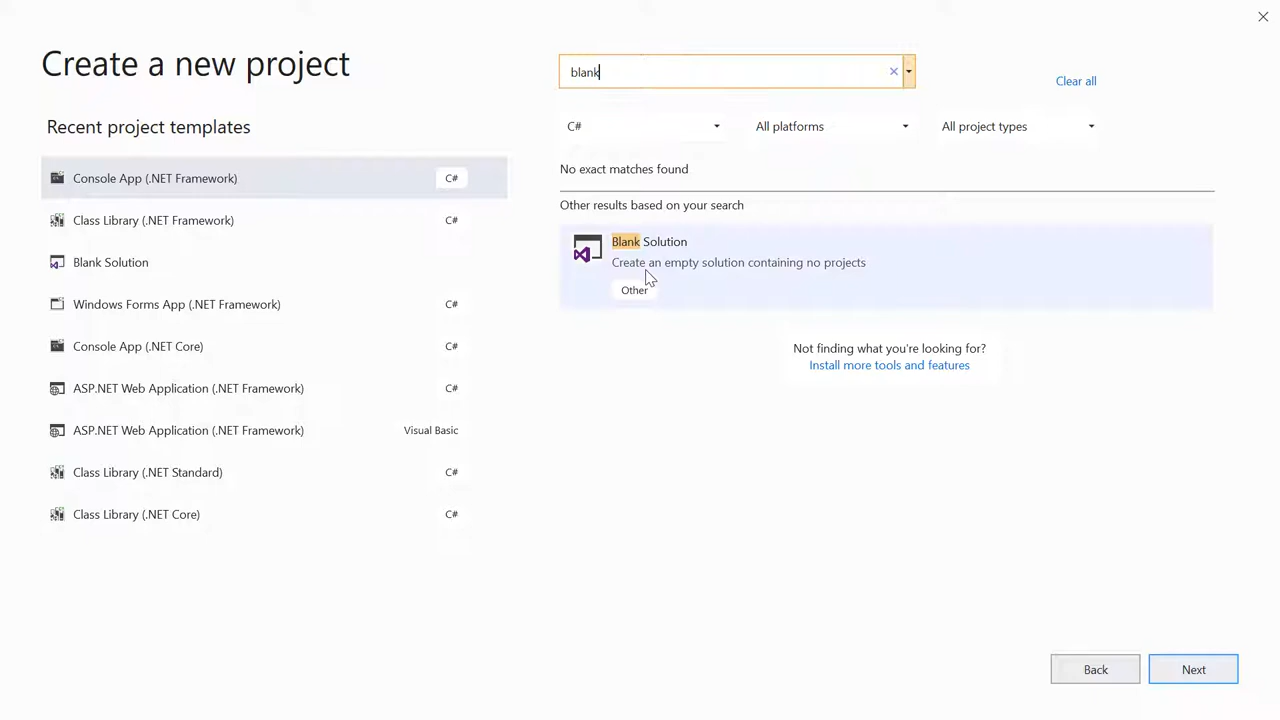 Create a new project
blank
Clear all
Recent project templates
C#
All platforms
All project types
No exact matches found
Console App (.NET Framework) C#
Other results based on your search
Class Library (.NET Framework) C#
Blank Solution
Create an empty solution containing no projects
Other
Blank Solution
Windows Forms App (.NET Framework) C#
Console App (.NET Core) C#
Not finding what you're looking for?
Install more tools and features
ASP.NET Web Application (.NET Framework) C#
ASP.NET Web Application (.NET Framework) Visual Basic
Class Library (.NET Standard) C#
Class Library (.NET Core) C#
Back
Next